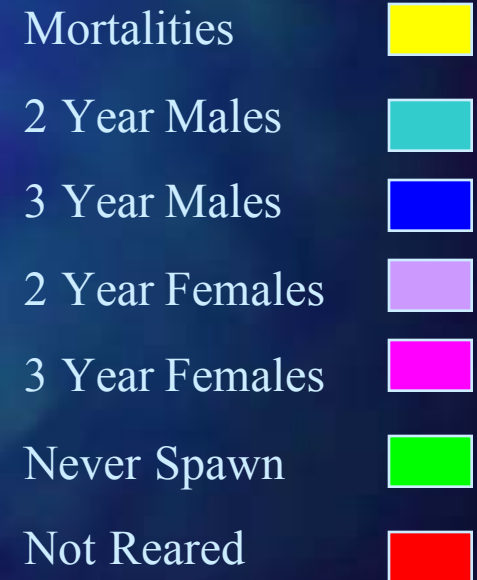 Mortalities
2 Year Males
3 Year Males
2 Year Females
3 Year Females
Never Spawn
Not Reared